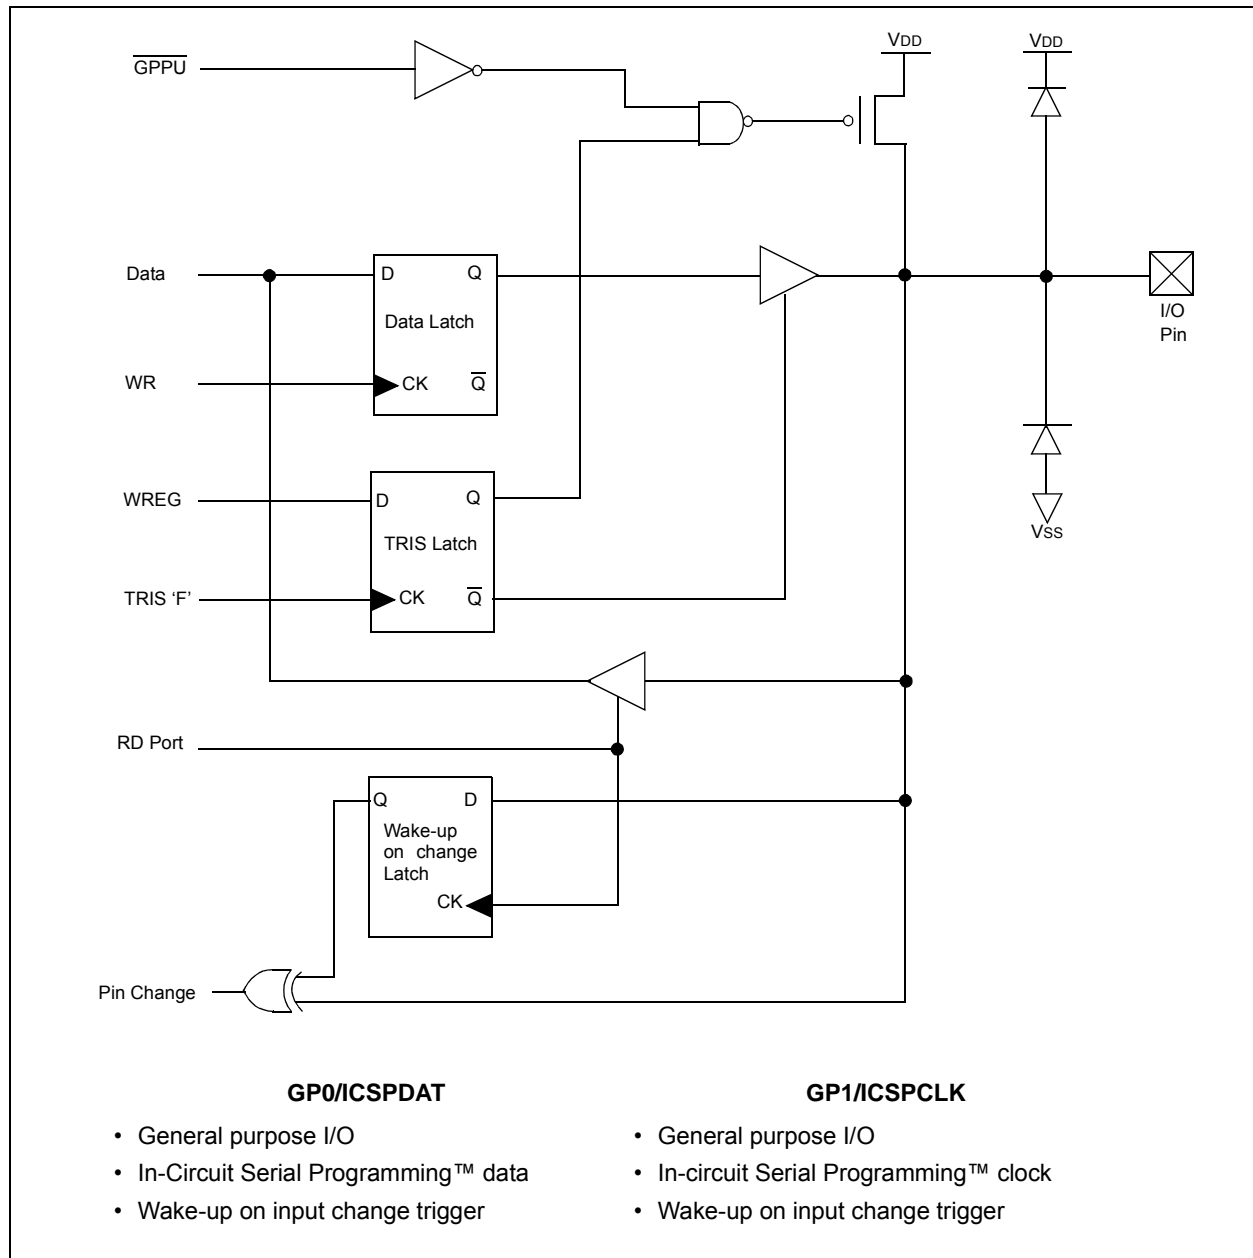 GPPU
VDD
VDD
Data
D
Q
Data Latch
I/O
Pin
WR
CK
Q
WREG
D
Q
TRIS Latch
VSS
TRIS ‘F’
CK
Q
RD Port
Q
D
Wake-up
on change
Latch
CK
Pin Change
GP0/ICSPDAT
• General purpose I/O
• In-Circuit Serial Programming™ data
• Wake-up on input change trigger
GP1/ICSPCLK
• General purpose I/O
• In-circuit Serial Programming™ clock
• Wake-up on input change trigger